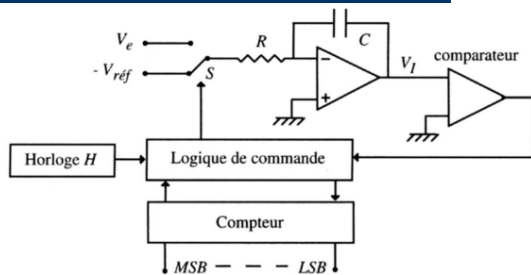 V_e
- V_réf
S
R
C
V_I
comparateur
Horloge H
Logique de commande
Compteur
MSB — — — LSB